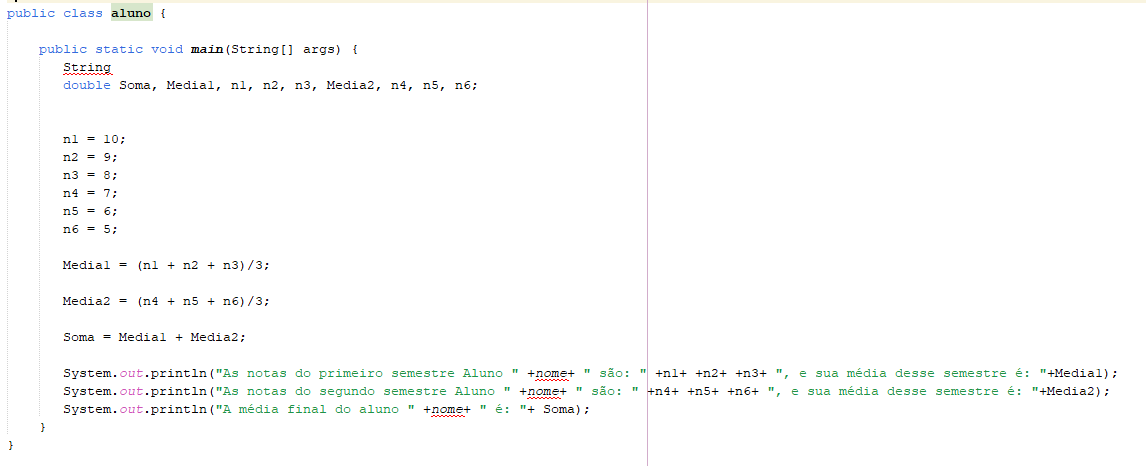 public class aluno {
public static void main(String[] args) {
String
double Soma, Media1, n1, n2, n3, Media2, n4, n5, n6;
n1 = 10;
n2 = 9;
n3 = 8;
n4 = 7;
n5 = 6;
n6 = 5;
Media1 = (n1 + n2 + n3)/3;
Media2 = (n4 + n5 + n6)/3;
Soma = Media1 + Media2;
System.out.println("As notas do primeiro semestre Aluno " +nome+ " são: " +n1+ +n2+ +n3+ ", e sua média desse semestre é: "+Media1);
System.out.println("As notas do segundo semestre Aluno " +nome+ " são: " +n4+ +n5+ +n6+ ", e sua média desse semestre é: "+Media2);
System.out.println("A média final do aluno " +nome+ " é: "+ Soma);
}
}